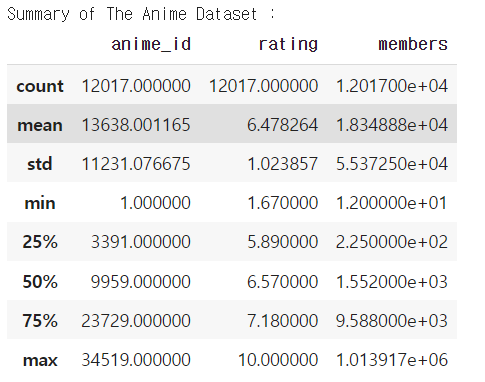 Summary of The Anime Dataset :
anime_id rating members
count 12017.000000 12017.000000 1.201700e+04
mean 13638.001165 6.478264 1.834888e+04
std 11231.076675 1.023857 5.537250e+04
min 1.000000 1.670000 1.200000e+01
25% 3391.000000 5.890000 2.250000e+02
50% 9959.000000 6.570000 1.552000e+03
75% 23729.000000 7.180000 9.588000e+03
max 34519.000000 10.000000 1.013917e+06